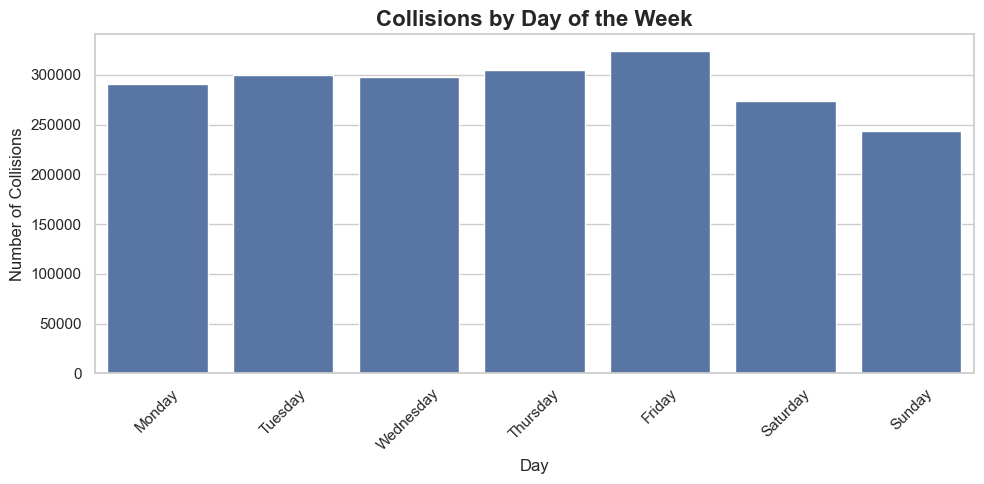 Collisions by Day of the Week
Number of Collisions
300000
250000
200000
150000
100000
50000
0
Monday
Tuesday
Wednesday
Thursday
Friday
Saturday
Sunday
Day